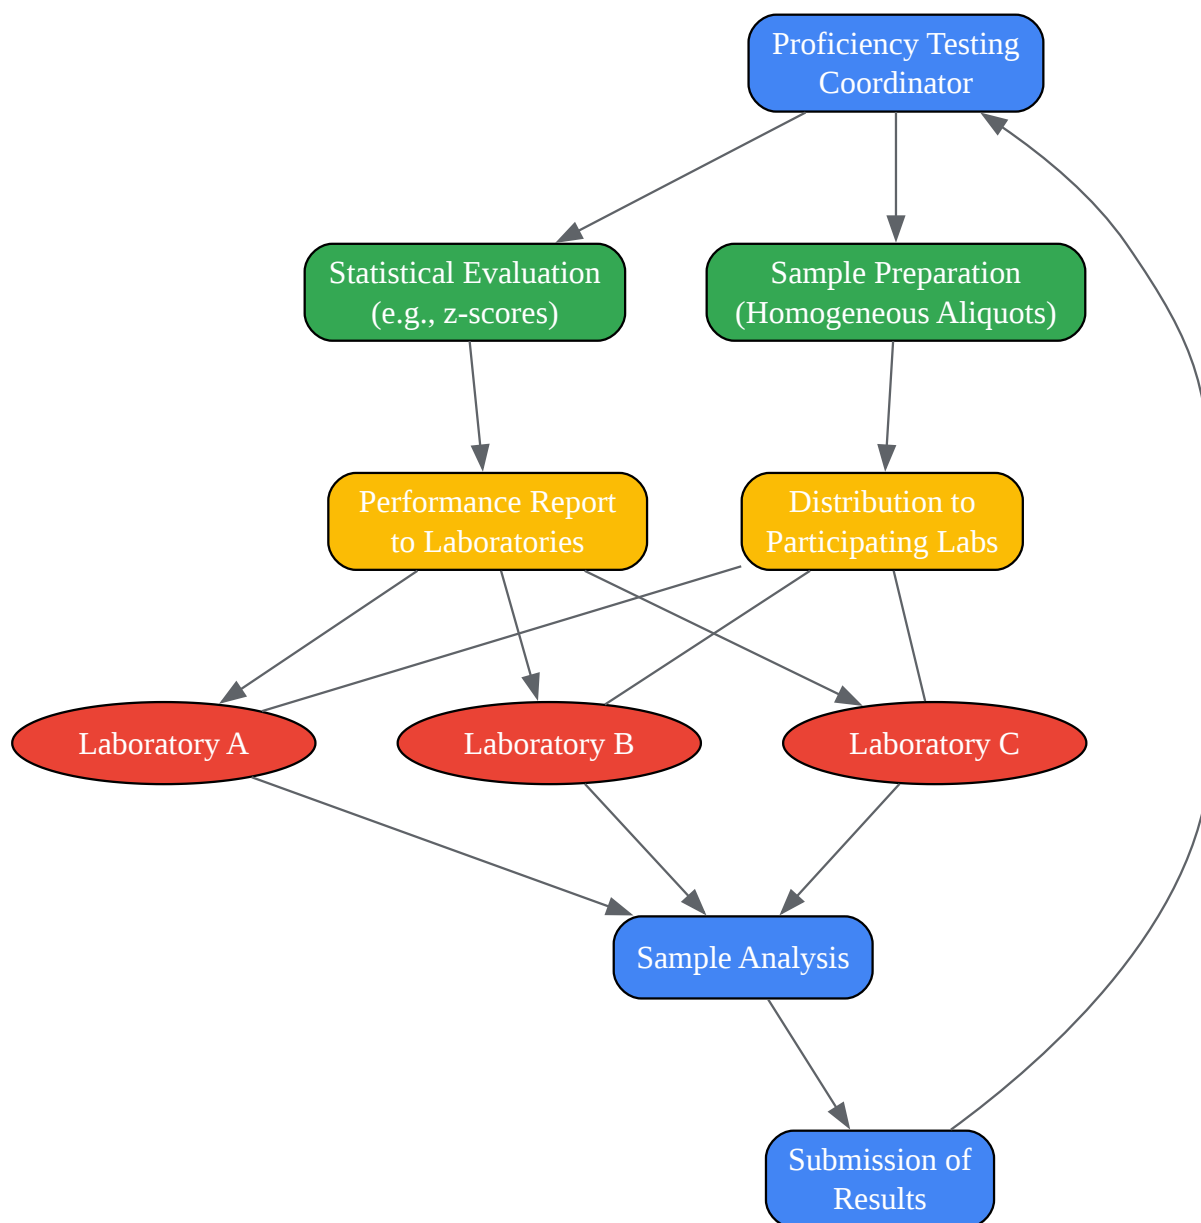 Proficiency Testing
Coordinator
Statistical Evaluation
(e.g., z-scores)
Sample Preparation
(Homogeneous Aliquots)
Performance Report
to Laboratories
Distribution to
Participating Labs
Laboratory A
Laboratory B
Laboratory C
Sample Analysis
Submission of
Results